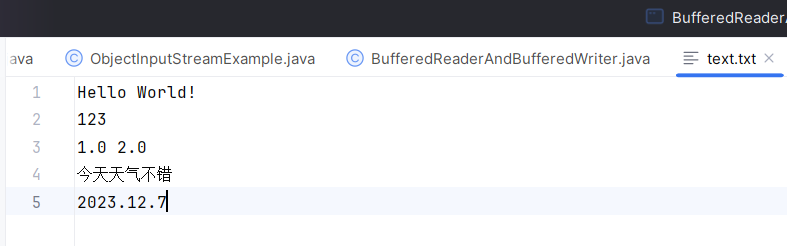 BufferedReaderA
ava ObjectInputStreamExample.java BufferedReaderAndBufferedWriter.java text.txt
1 Hello World!
2 123
3 1.0 2.0
4 今天天气不错
5 2023.12.7